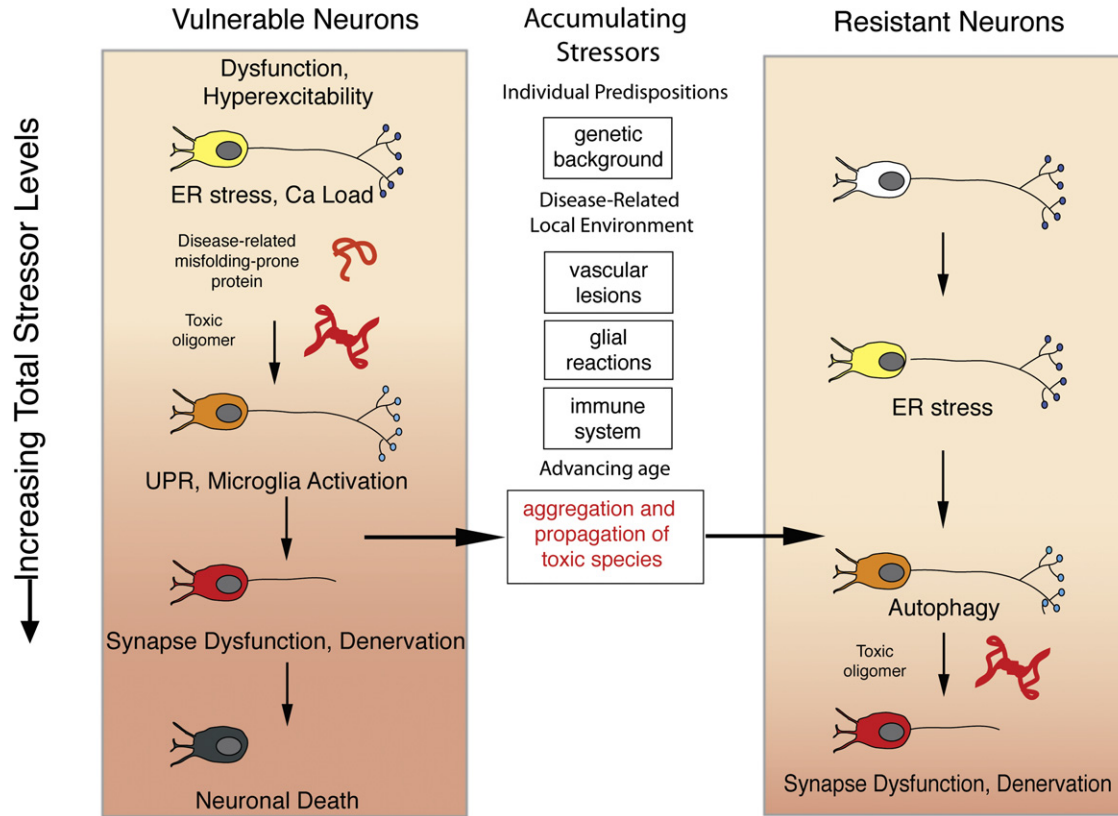 Vulnerable Neurons
Accumulating
Stressors
Resistant Neurons
Increasing Total Stressor Levels
Dysfunction,
Hyperexcitability
ER stress, Ca Load
Disease-related
misfolding-prone
protein
Toxic
oligomer
UPR, Microglia Activation
Synapse Dysfunction, Denervation
Neuronal Death
Individual Predispositions
genetic
background
Disease-Related
Local Environment
vascular
lesions
glial
reactions
immune
system
Advancing age
aggregation and
propagation of
toxic species
ER stress
Autophagy
Toxic
oligomer
Synapse Dysfunction, Denervation